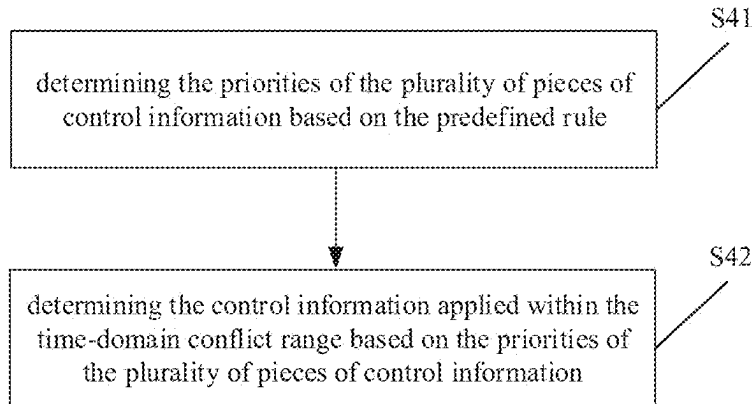 S41
determining the priorities of the plurality of pieces of
control information based on the predefined rule
S42
determining the control information applied within the
time-domain conflict range based on the priorities of
the plurality of pieces of control information